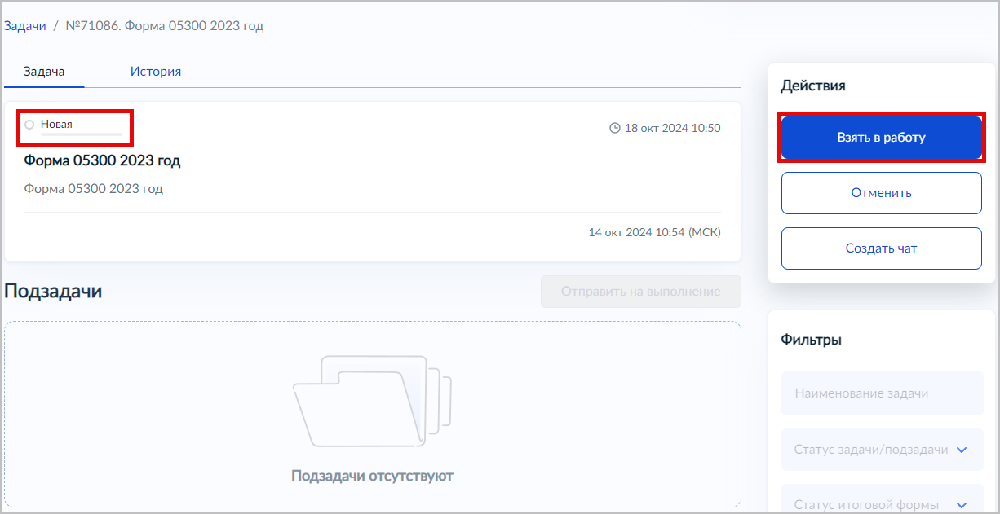 Задачи / №71086. Форма 05300 2023 год
Задача История
Новая
18 окт 2024 10:50
Форма 05300 2023 год
Форма 05300 2023 год
14 окт 2024 10:54 (МСК)
Подзадачи
Отправить на выполнение
Подзадачи отсутствуют
Действия
Взять в работу
Отменить
Создать чат
Фильтры
Наименование задачи
Статус задачи/подзадачи
Статус итоговой формы